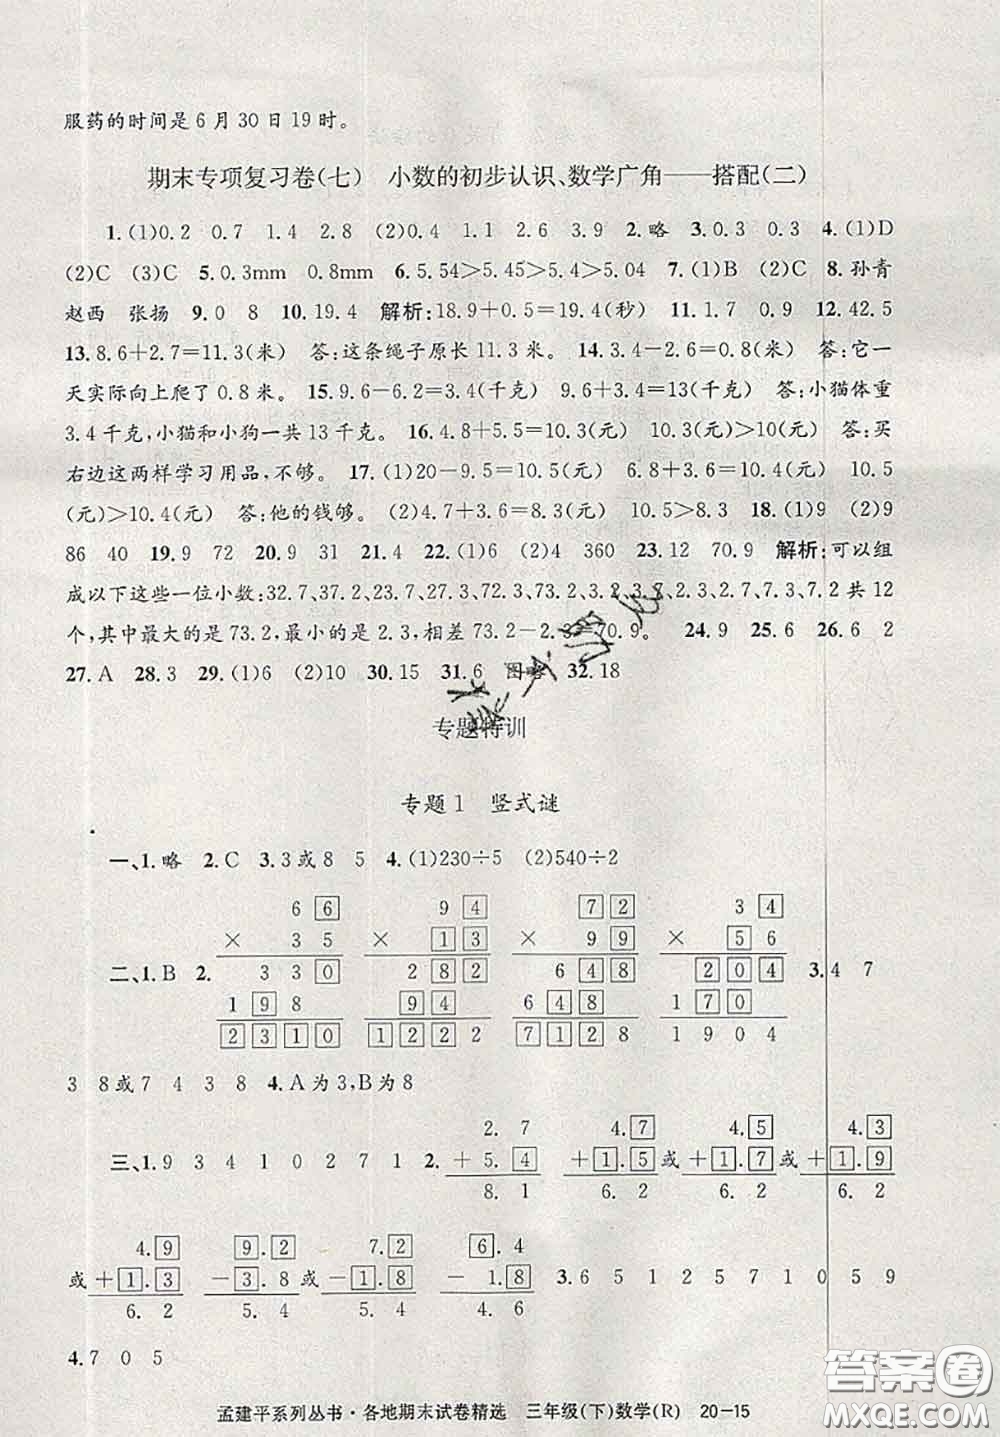 服药的时间是6月30日19时。
期末专项复习卷(七) 小数的初步认识、数学广角——搭配(二)
1.(1)0.2 0.7 1.4 2.8 (2)0.4 1.1 2.6 3.9 2.略 3.0.3 0.3 4.(1)D
(2)C (3)C 5.0.3mm 0.8mm 6.5.54>5.45>5.4>5.04 7.(1)B (2)C 8.孙青
赵西 张扬 9.0 8 10.19.4 解析:18.9+0.5=19.4(秒) 11.1.7 0.9 12.42.5
13.8.6+2.7=11.3(米) 答:这条绳子原长11.3米。 14.3.4-2.6=0.8(米) 答:它一
天实际向上爬了0.8米。 15.9.6-6.2=3.4(千克) 9.6+3.4=13(千克) 答:小猫体重
3.4千克,小猫和小狗一共13千克。 16.4.8+5.5=10.3(元) 10.3(元)>10(元) 答:买
右边这两样学习用品,不够。 17.(1)20-9.5=10.5(元) 6.8+3.6=10.4(元) 10.5
(元)>10.4(元) 答:他的钱够。 (2)4.7+3.6=8.3(元) 10.5>8.3 18.(1)9 (2)9
86 40 19.9 72 20.9 31 21.4 22.(1)6 (2)4 360 23.12 70.9 解析:可以组
成以下这些一位小数:32.7,37.2,23.7,27.3,72.3,73.2,3.2,3.7,2.3,2.7,7.3,7.2共12
个,其中最大的是73.2,最小的是2.3,相差73.2-2.3=70.9。 24.9 25.6 26.6 2
27.A 28.3 29.(1)6 (2)10 30.15 31.6 图略 32.18
专题特训
专题1 竖式谜
一、1.略 2.C 3.3或8 5 4.(1)230÷5 (2)540÷2
6 6 9 4 7 2 3 4
× 3 5 × 1 3 × 9 9 × 5 6
二、1.B 2. 3 3 0 2 8 2 6 4 8 2 0 4 3.4 7
1 9 8 9 4 6 4 8 1 7 0
2 3 1 0 1 2 2 2 7 1 2 8 1 9 0 4
3 8或7 4 3 8 4.A为3,B为8
2. 7 4. 7 4. 5 4. 3
三、1.9 3 4 1 0 2 7 1 2. + 5. 4 + 1. 5 或 + 1. 7 或 + 1. 9
8. 1 6. 2 6. 2 6. 2
4. 9 9. 2 7. 2 6. 4
或 + 1. 3 - 3. 8 或 - 1. 8 - 1. 8 3.6 5 1 2 5 7 1 0 5 9
6. 2 5. 4 5. 4 4. 6
4.7 0 5
孟建平系列丛书·各地期末试卷精选 三年级(下)数学(R) 20-15
答案圈
MXQE.COM